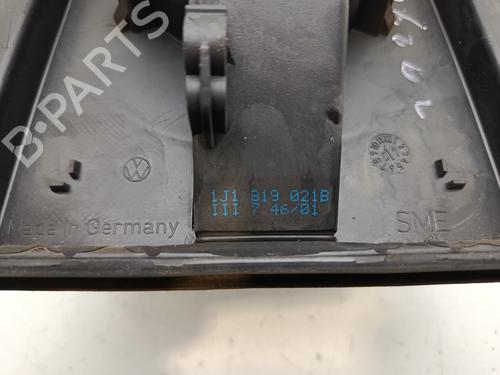 B-PARTS
1J1 819 021B
III 7 46/01
Made in Germany
SME